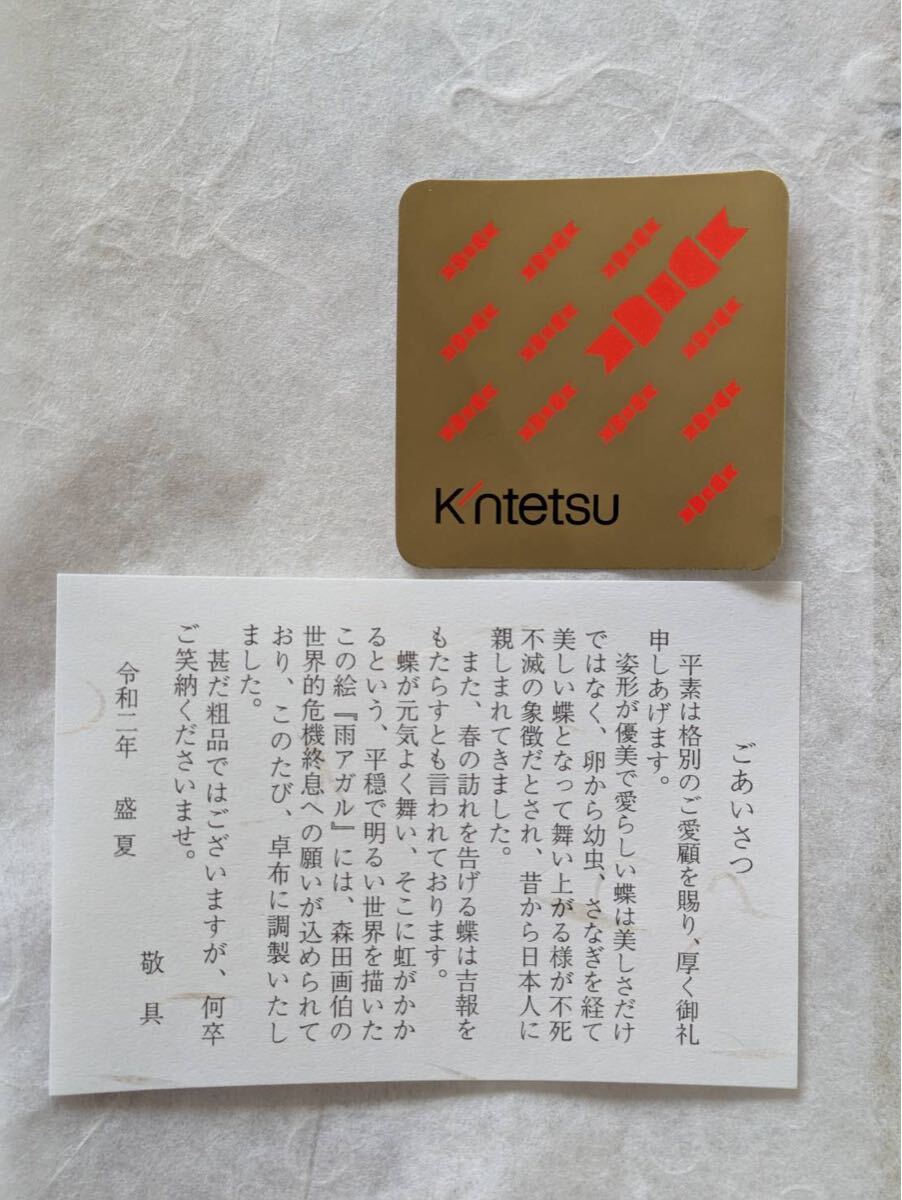 Kintetsu
ごあいさつ
平素は格別のご愛顧を賜り、厚く御礼
申しあげます。
姿形が優美で愛らしい蝶は美しさだけ
ではなく、卵から幼虫、さなぎを経て
美しい蝶となって舞い上がる様が不死
不滅の象徴だとされ、昔から日本人に
親しまれてきました。
また、春の訪れを告げる蝶は吉報を
もたらすとも言われております。
蝶が元気よく舞い、そこに虹がかか
るという、平穏で明るい世界を描いた
この絵『雨アガル』には、森田画伯の
世界的危機終息への願いが込められて
おり、このたび、卓布に調製いたし
ました。
甚だ粗品ではございますが、何卒
ご笑納くださいませ。
敬具
令和二年 盛夏